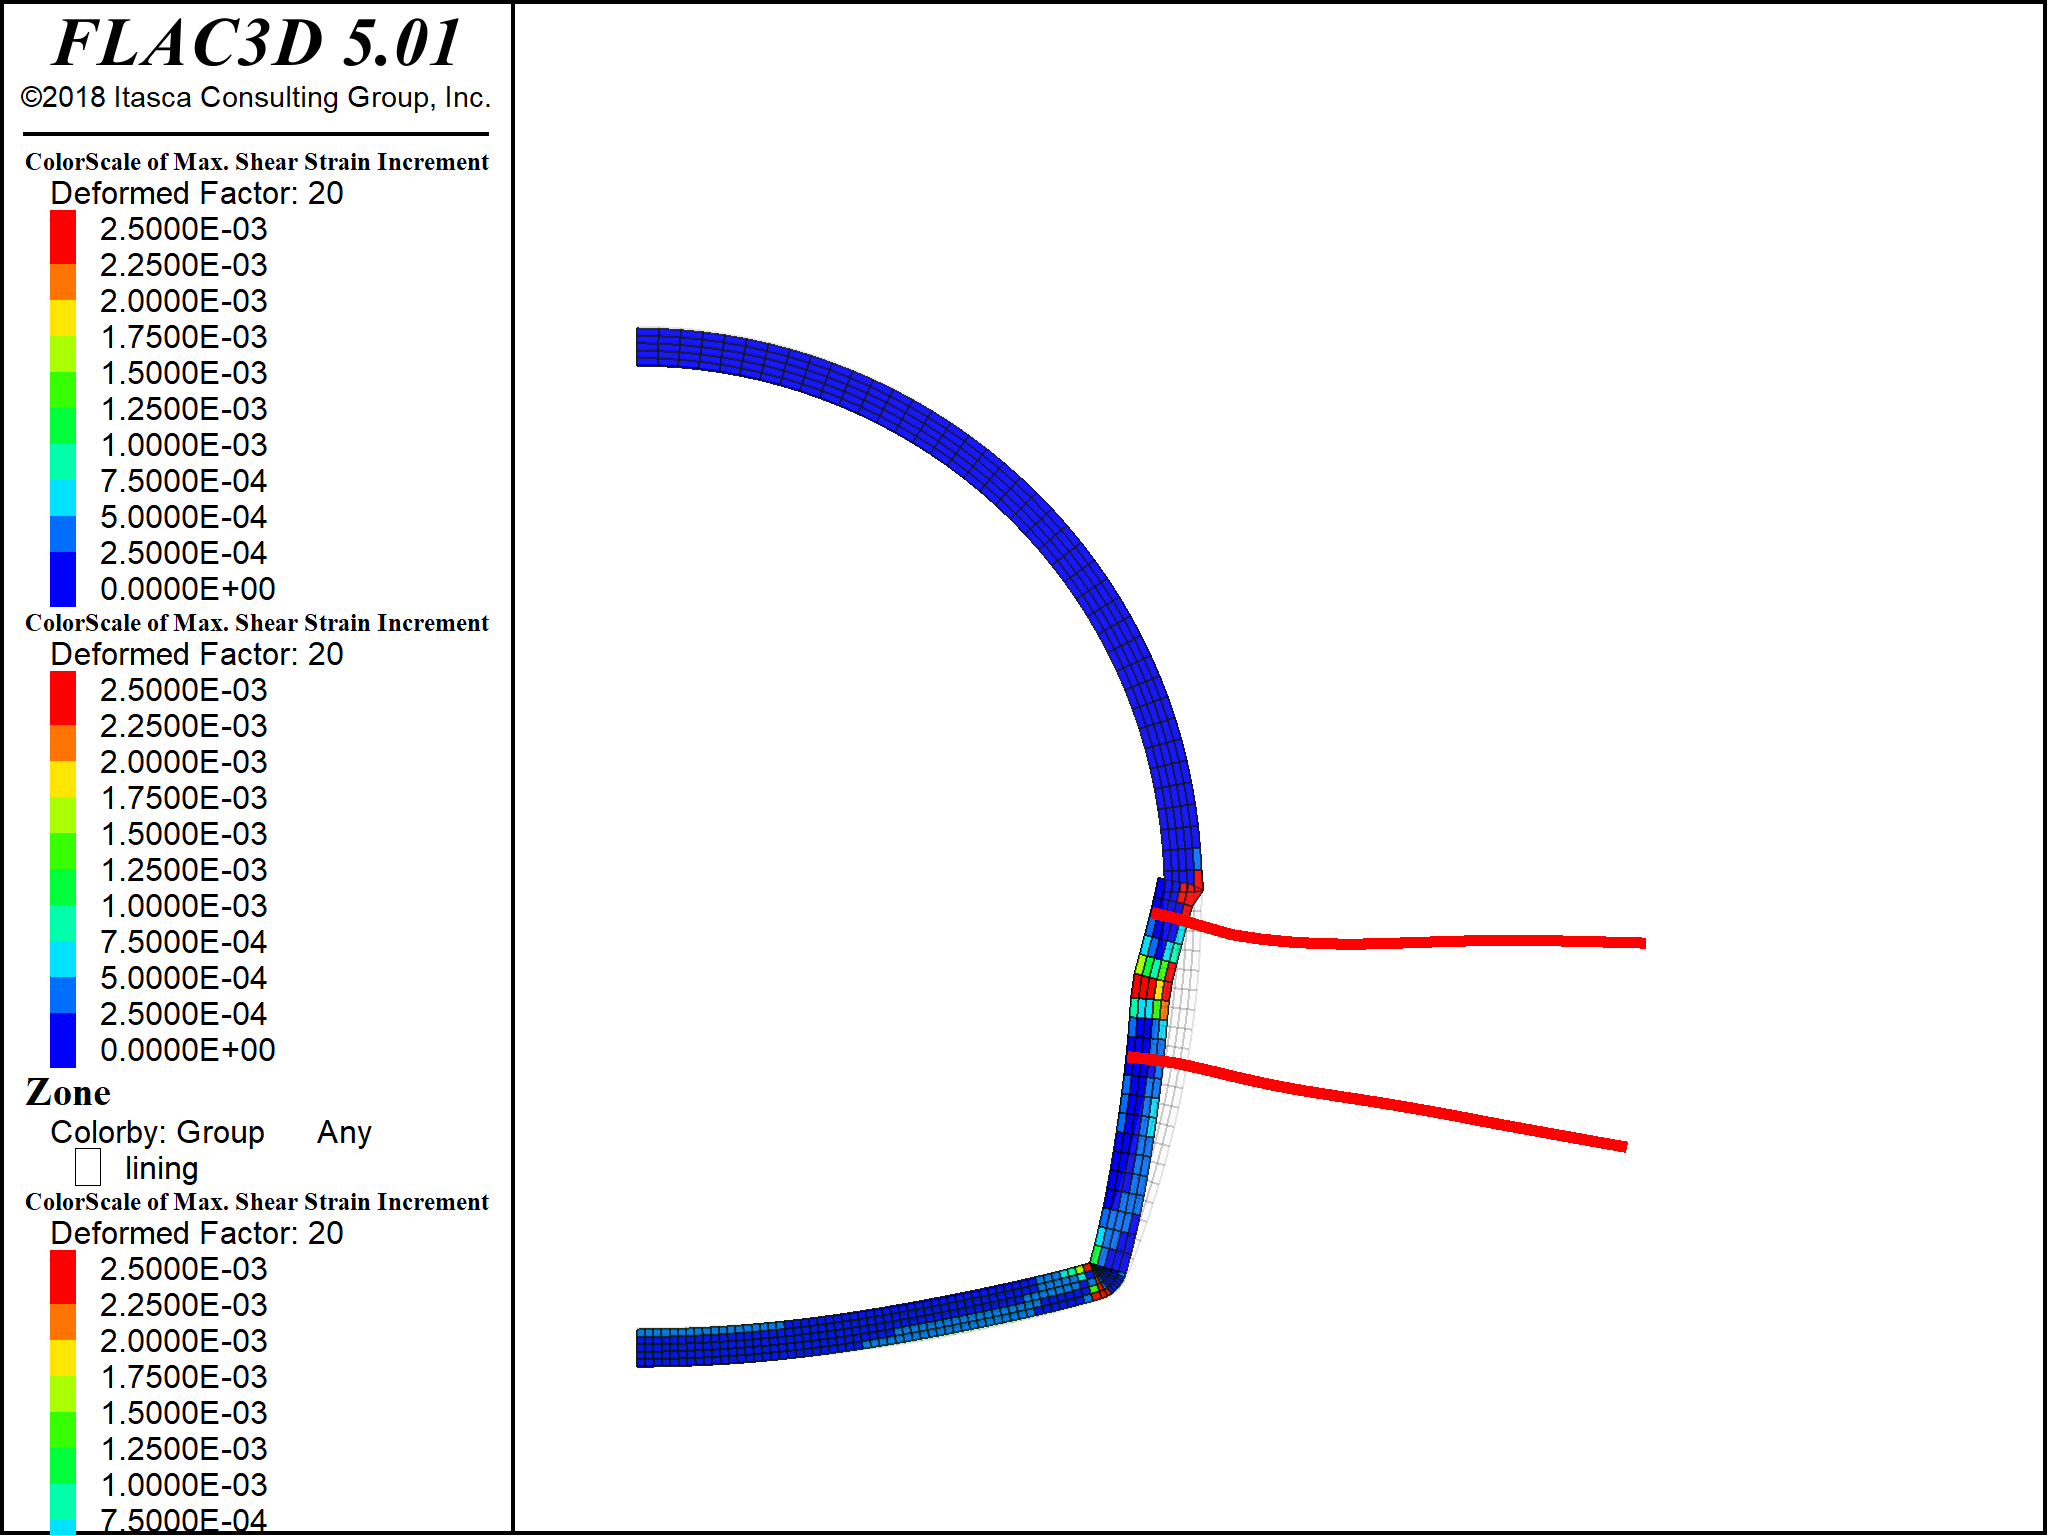 FLAC3D 5.01
©2018 Itasca Consulting Group, Inc.
ColorScale of Max. Shear Strain Increment
Deformed Factor: 20
2.5000E-03
2.2500E-03
2.0000E-03
1.7500E-03
1.5000E-03
1.2500E-03
1.0000E-03
7.5000E-04
5.0000E-04
2.5000E-04
0.0000E+00
ColorScale of Max. Shear Strain Increment
Deformed Factor: 20
2.5000E-03
2.2500E-03
2.0000E-03
1.7500E-03
1.5000E-03
1.2500E-03
1.0000E-03
7.5000E-04
5.0000E-04
2.5000E-04
0.0000E+00
Zone
Colorby: Group Any
lining
ColorScale of Max. Shear Strain Increment
Deformed Factor: 20
2.5000E-03
2.2500E-03
2.0000E-03
1.7500E-03
1.5000E-03
1.2500E-03
1.0000E-03
7.5000E-04